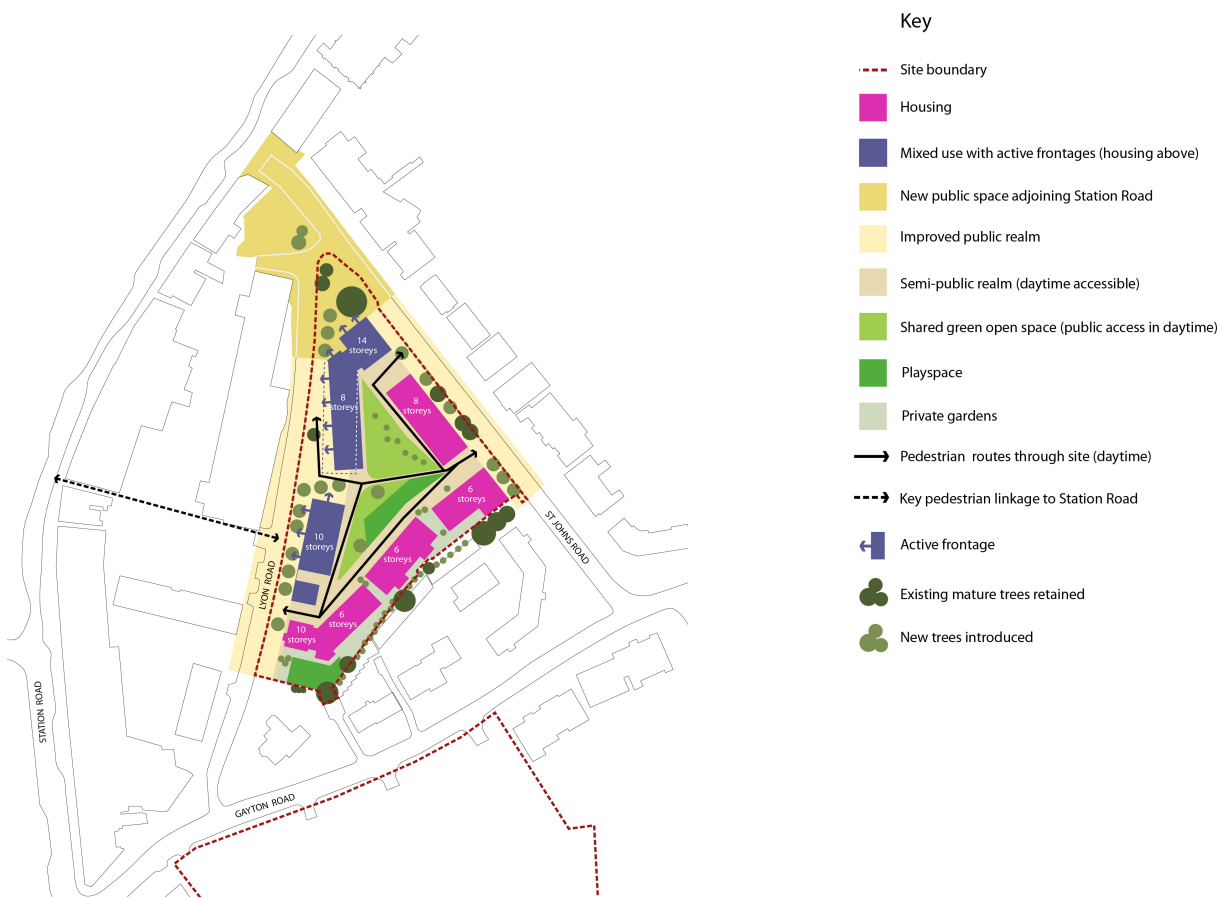 Key
Site boundary
Housing
Mixed use with active frontages (housing above)
New public space adjoining Station Road
Improved public realm
Semi-public realm (daytime accessible)
Shared green open space (public access in daytime)
Playspace
Private gardens
Pedestrian routes through site (daytime)
Key pedestrian linkage to Station Road
Active frontage
Existing mature trees retained
New trees introduced
14
storeys
8
storeys
8
storeys
6
storeys
10
storeys
6
storeys
6
storeys
10
storeys
ST JOHNS ROAD
LYON ROAD
STATION ROAD
GAYTON ROAD